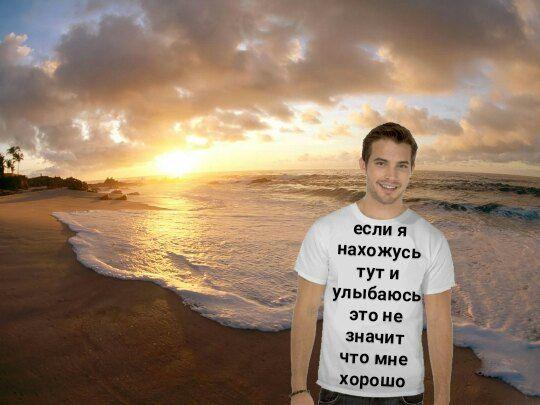 если я
нахожусь
тут и
улыбаюсь
это не
значит
что мне
хорошо